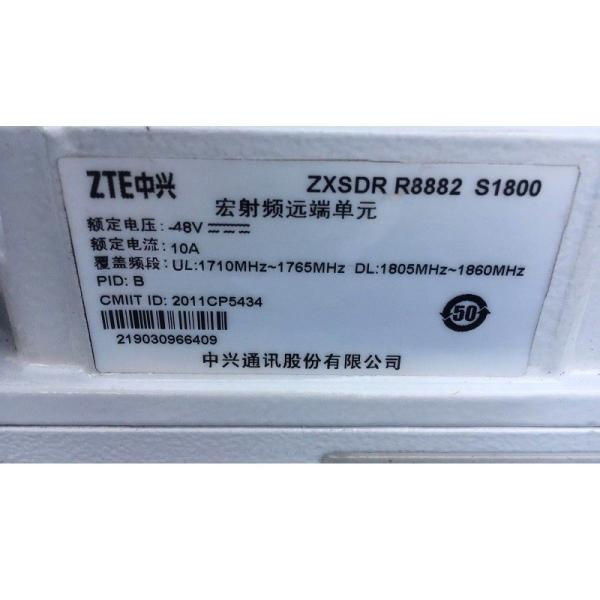 ZTE中兴 ZXSDR R8882 S1800
宏射频远端单元
额定电压: -48V
额定电流: 10A
覆盖频段: UL:1710MHz~1765MHz DL:1805MHz~1860MHz
PID: B
CMIIT ID: 2011CP5434
50
219030966409
中兴通讯股份有限公司